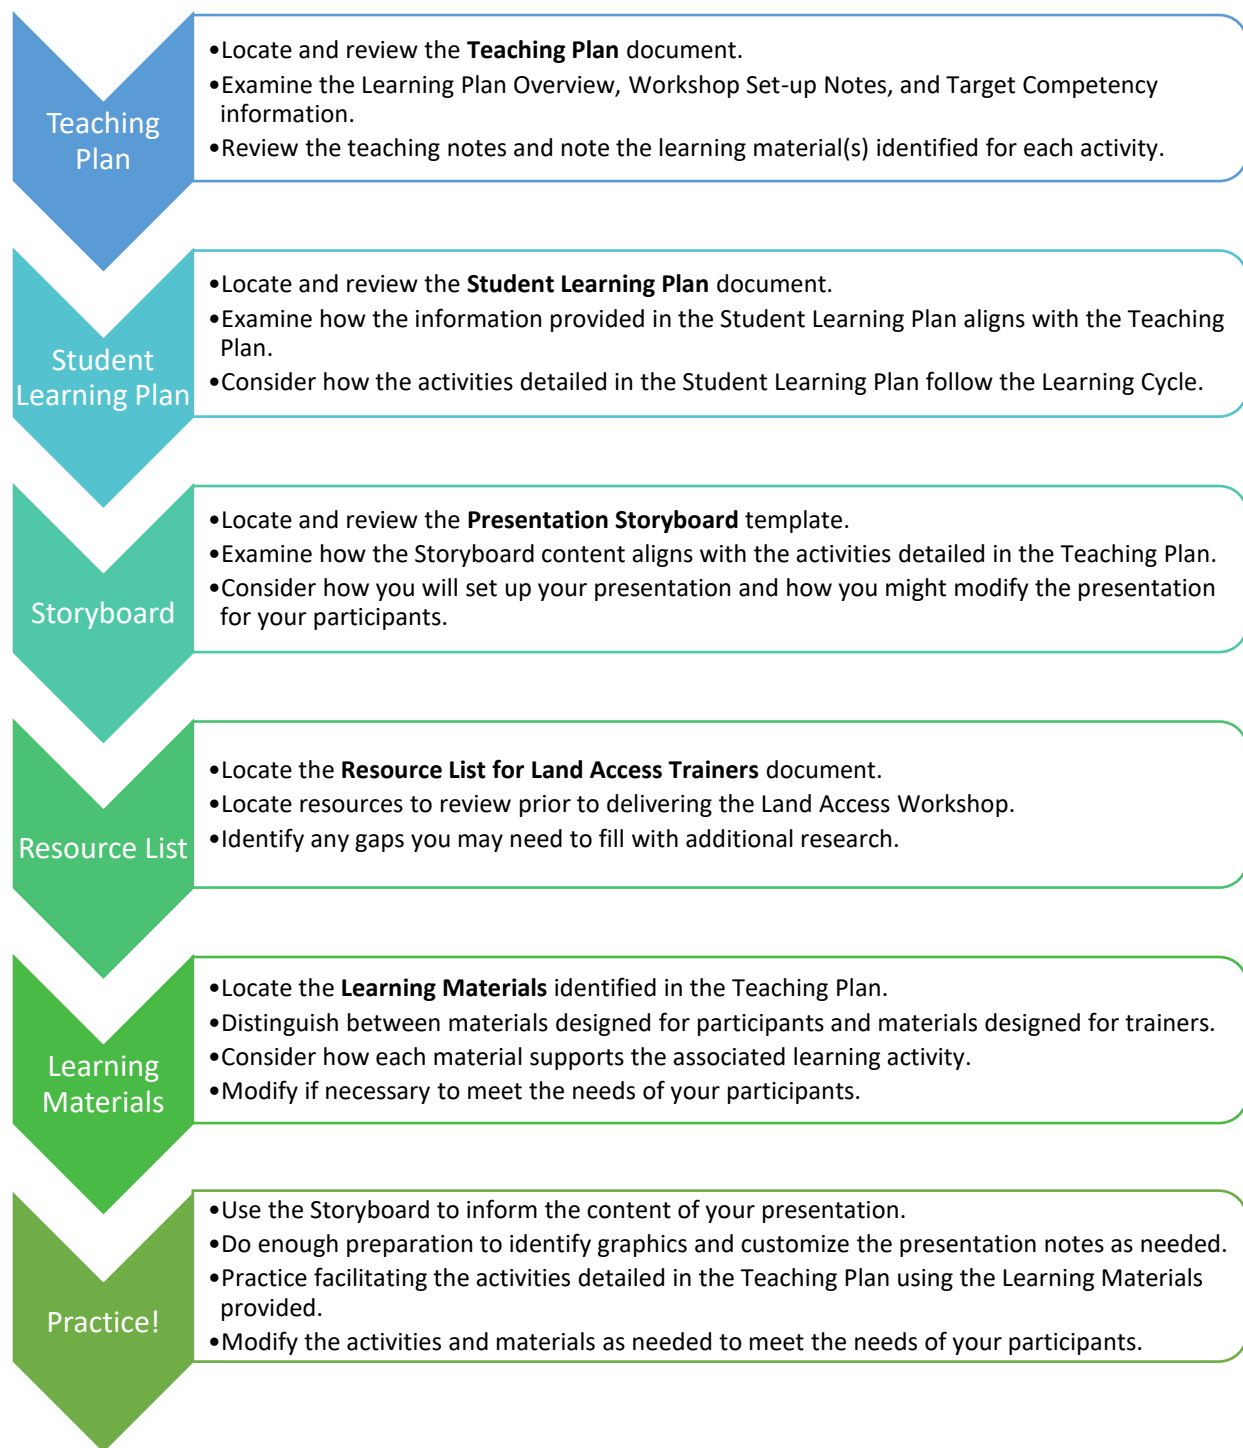 Teaching
Plan
•Locate and review the Teaching Plan document.
•Examine the Learning Plan Overview, Workshop Set-up Notes, and Target Competency
information.
•Review the teaching notes and note the learning material(s) identified for each activity.
Student
Learning Plan
•Locate and review the Student Learning Plan document.
•Examine how the information provided in the Student Learning Plan aligns with the Teaching
Plan.
•Consider how the activities detailed in the Student Learning Plan follow the Learning Cycle.
Storyboard
•Locate and review the Presentation Storyboard template.
•Examine how the Storyboard content aligns with the activities detailed in the Teaching Plan.
•Consider how you will set up your presentation and how you might modify the presentation
for your participants.
Resource List
•Locate the Resource List for Land Access Trainers document.
•Locate resources to review prior to delivering the Land Access Workshop.
•Identify any gaps you may need to fill with additional research.
Learning
Materials
•Locate the Learning Materials identified in the Teaching Plan.
•Distinguish between materials designed for participants and materials designed for trainers.
•Consider how each material supports the associated learning activity.
•Modify if necessary to meet the needs of your participants.
Practice!
•Use the Storyboard to inform the content of your presentation.
•Do enough preparation to identify graphics and customize the presentation notes as needed.
•Practice facilitating the activities detailed in the Teaching Plan using the Learning Materials
provided.
•Modify the activities and materials as needed to meet the needs of your participants.